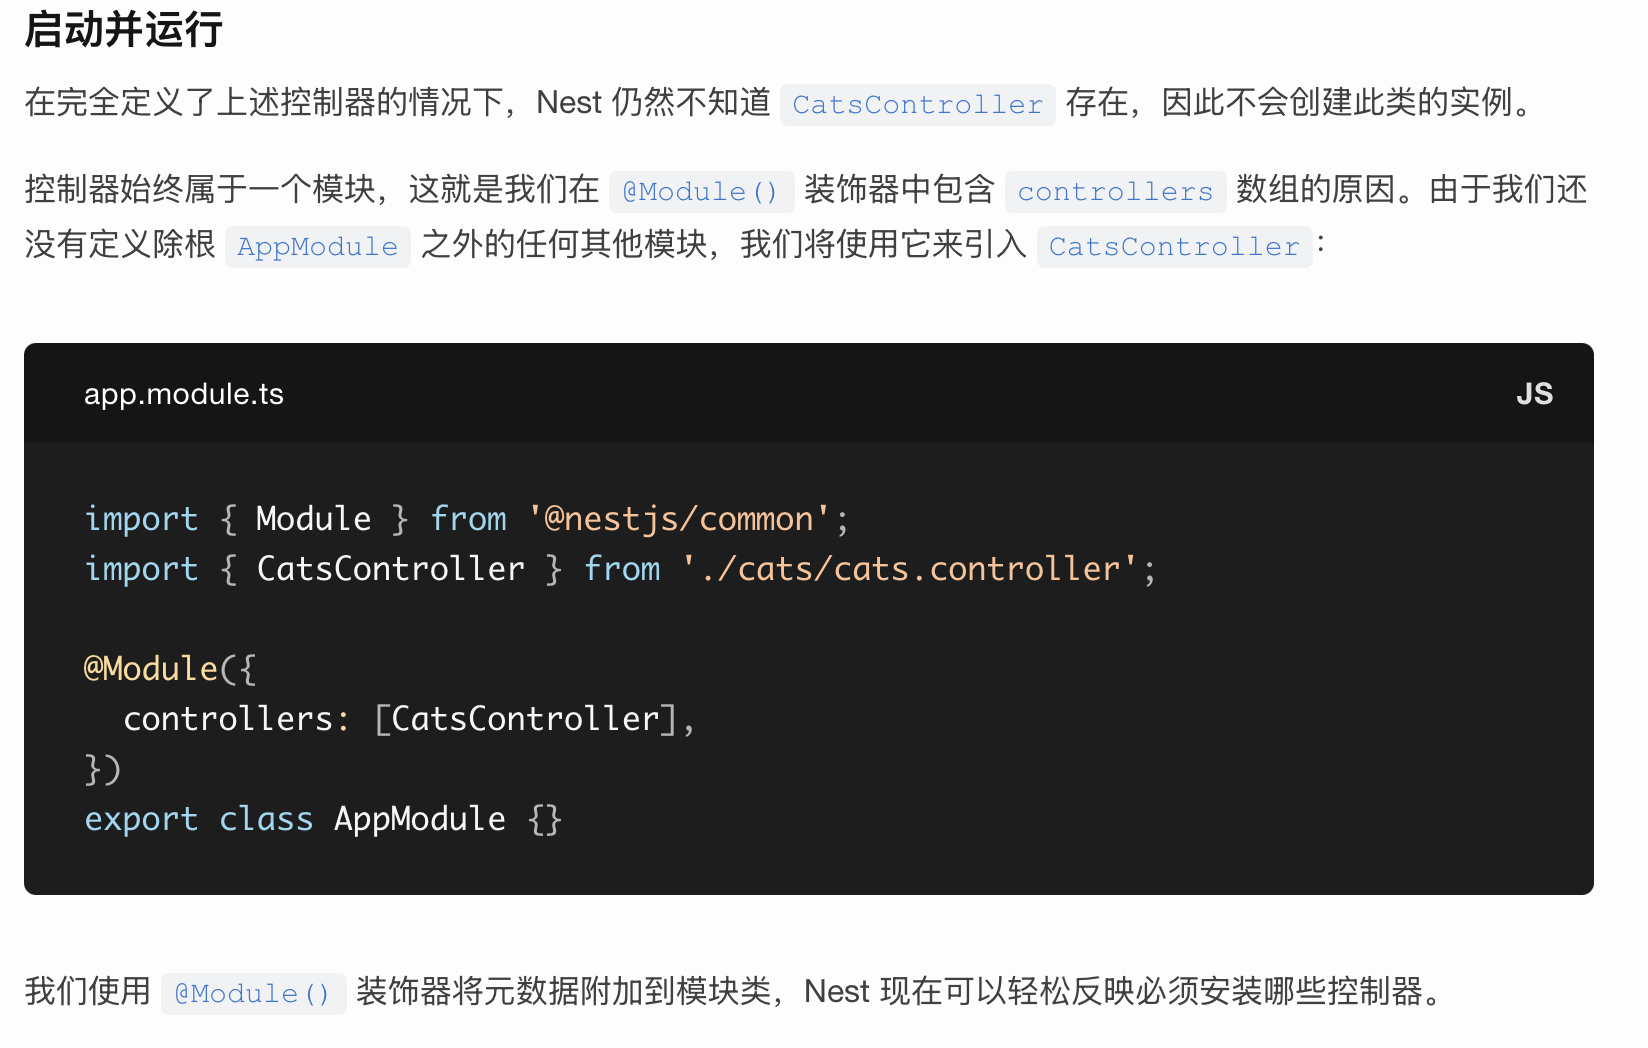 启动并运行
在完全定义了上述控制器的情况下，Nest 仍然不知道 CatsController 存在，因此不会创建此类的实例。
控制器始终属于一个模块，这就是我们在 @Module() 装饰器中包含 controllers 数组的原因。由于我们还
没有定义除根 AppModule 之外的任何其他模块，我们将使用它来引入 CatsController：
app.module.ts JS
import { Module } from '@nestjs/common';
import { CatsController } from './cats/cats.controller';
@Module({
  controllers: [CatsController],
})
export class AppModule {}
我们使用 @Module() 装饰器将元数据附加到模块类，Nest 现在可以轻松反映必须安装哪些控制器。